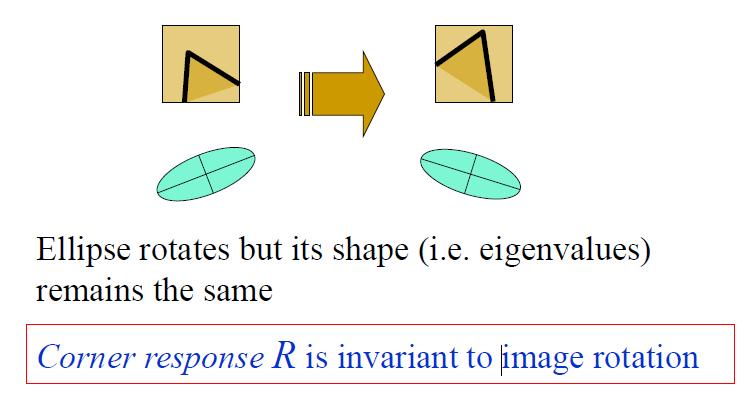 Ellipse rotates but its shape (i.e. eigenvalues)
remains the same
Corner response R is invariant to image rotation